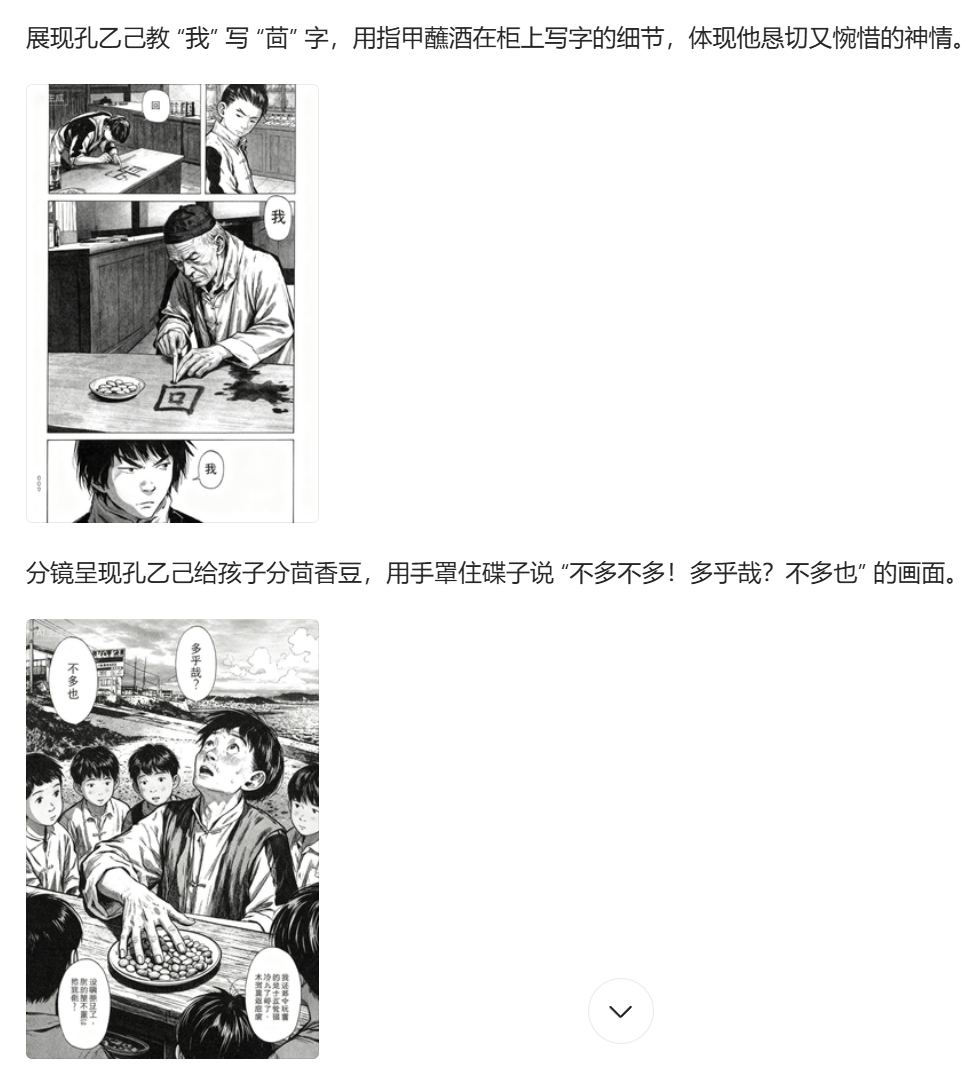 展现孔乙己教 “我” 写 “茴” 字，用指甲蘸酒在柜上写字的细节，体现他恳切又惋惜的神情。
回
我
回
我
分镜呈现孔乙己给孩子分茴香豆，用手罩住碟子说 “不多不多！多乎哉？不多也” 的画面。
多乎哉？
不多也